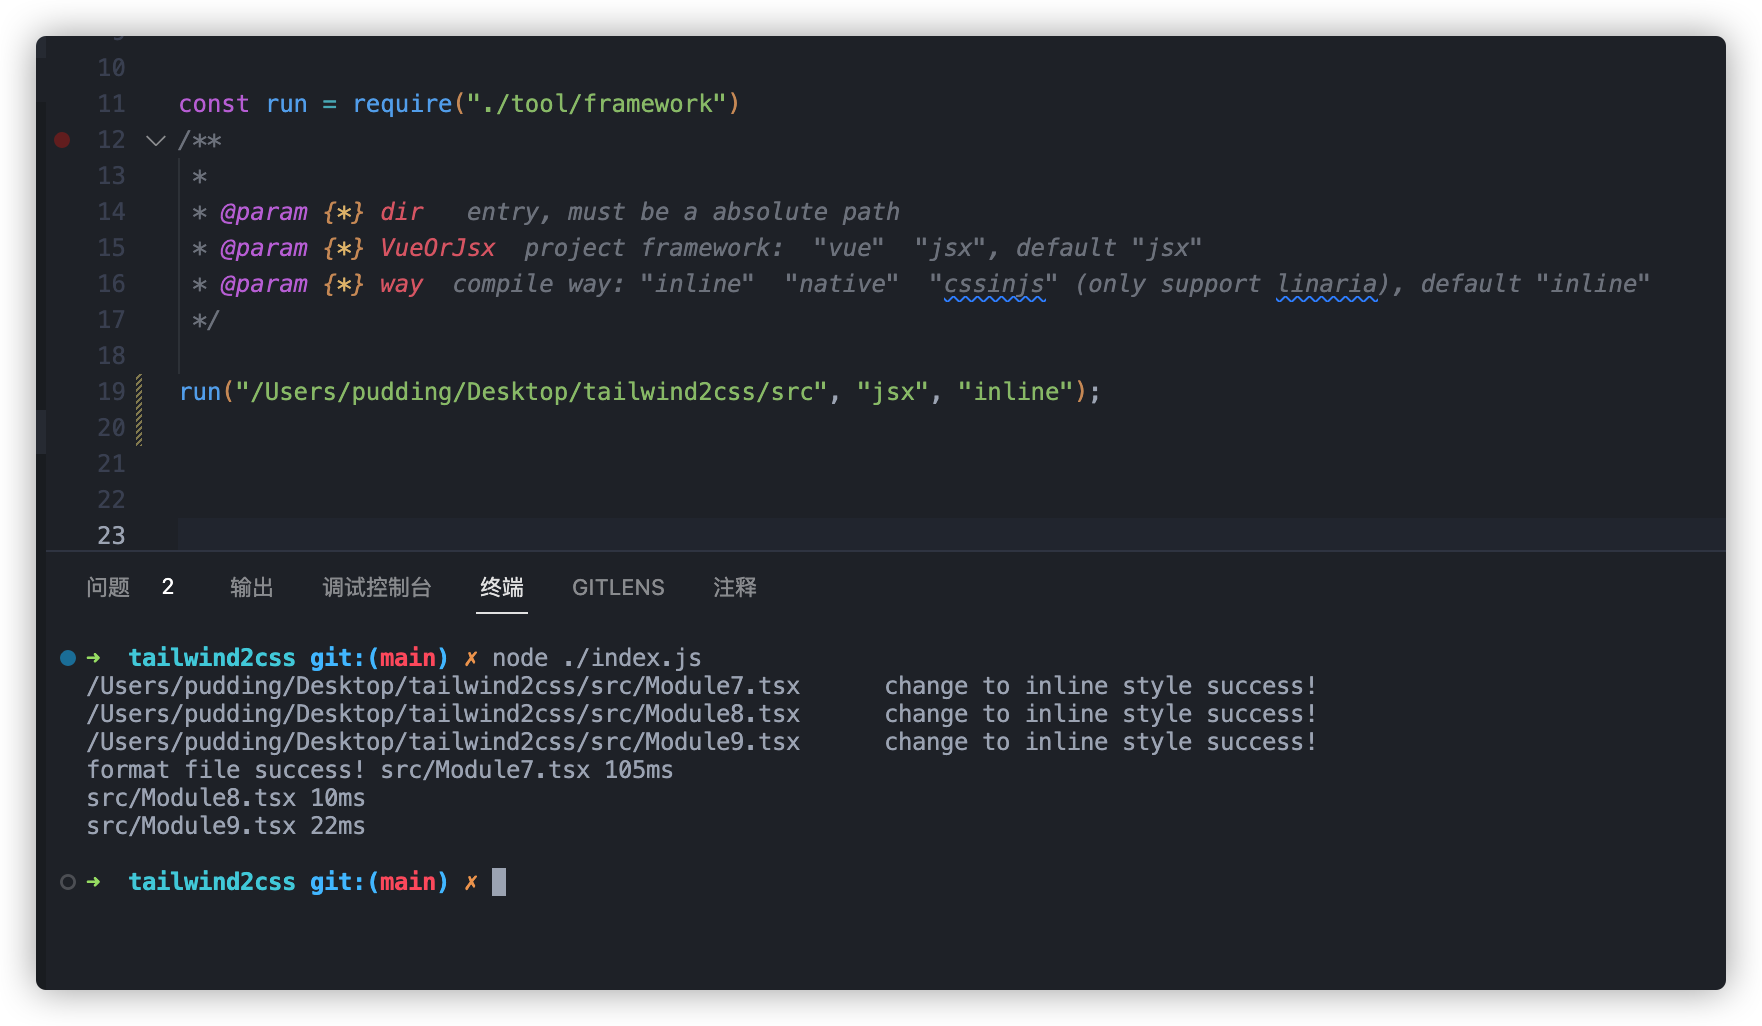 10
11 const run = require("./tool/framework")
12 /**
13 *
14 * @param {*} dir entry, must be a absolute path
15 * @param {*} VueOrJsx project framework: "vue" "jsx", default "jsx"
16 * @param {*} way compile way: "inline" "native" "cssinjs" (only support linaria), default "inline"
17 */
18
19 run("/Users/pudding/Desktop/tailwind2css/src", "jsx", "inline");
20
21
22
23
问题 2 输出 调试控制台 终端 GITLENS 注释
➜ tailwind2css git:(main) ✗ node ./index.js
/Users/pudding/Desktop/tailwind2css/src/Module7.tsx change to inline style success!
/Users/pudding/Desktop/tailwind2css/src/Module8.tsx change to inline style success!
/Users/pudding/Desktop/tailwind2css/src/Module9.tsx change to inline style success!
format file success! src/Module7.tsx 105ms
src/Module8.tsx 10ms
src/Module9.tsx 22ms
➜ tailwind2css git:(main) ✗